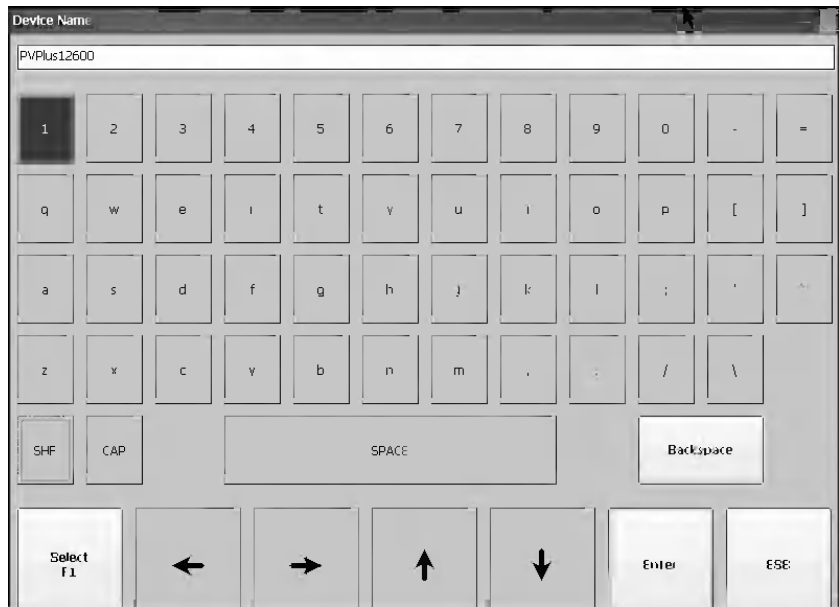 Device Name
PVPlus12600
1 2 3 4 5 6 7 8 9 0 - =
q w e r t y u i o p [ ]
a s d f g h j k l ; '
z x c v b n m , . / \
SHF CAP SPACE Backspace
Select
F1
← → ↑ ↓ Enter ESC